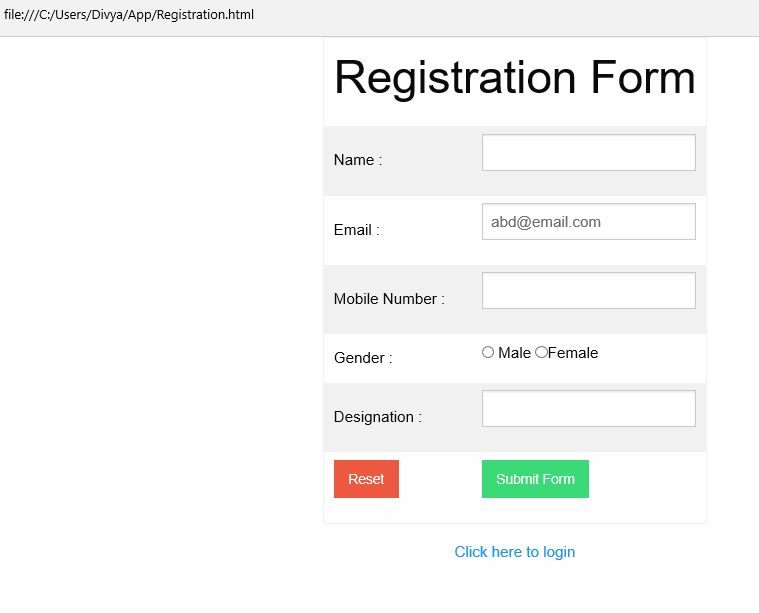 file:///C:/Users/Divya/App/Registration.html
Registration Form
Name :
Email : abd@email.com
Mobile Number :
Gender : Male Female
Designation :
Reset Submit Form
Click here to login